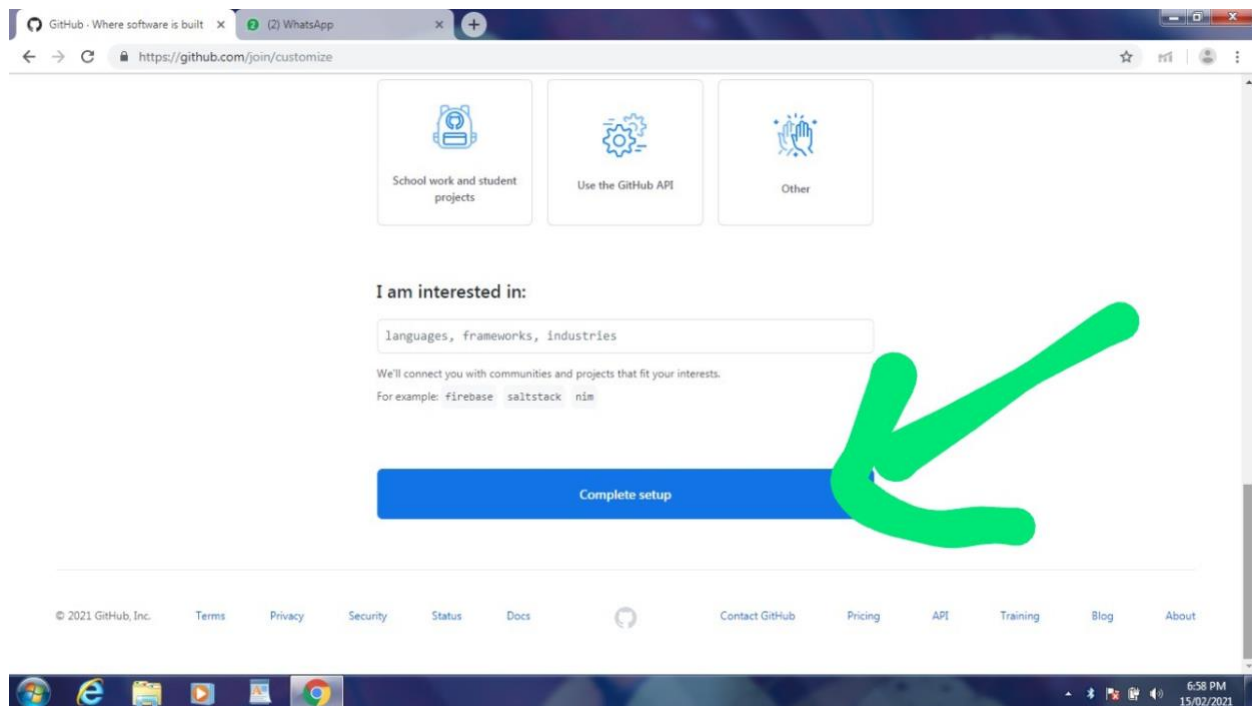 GitHub · Where software is built
(2) WhatsApp
https://github.com/join/customize
School work and student
projects
Use the GitHub API
Other
I am interested in:
languages, frameworks, industries
We'll connect you with communities and projects that fit your interests.
For example: firebase saltstack nim
Complete setup
© 2021 GitHub, Inc. Terms Privacy Security Status Docs Contact GitHub Pricing API Training Blog About
6:58 PM
15/02/2021